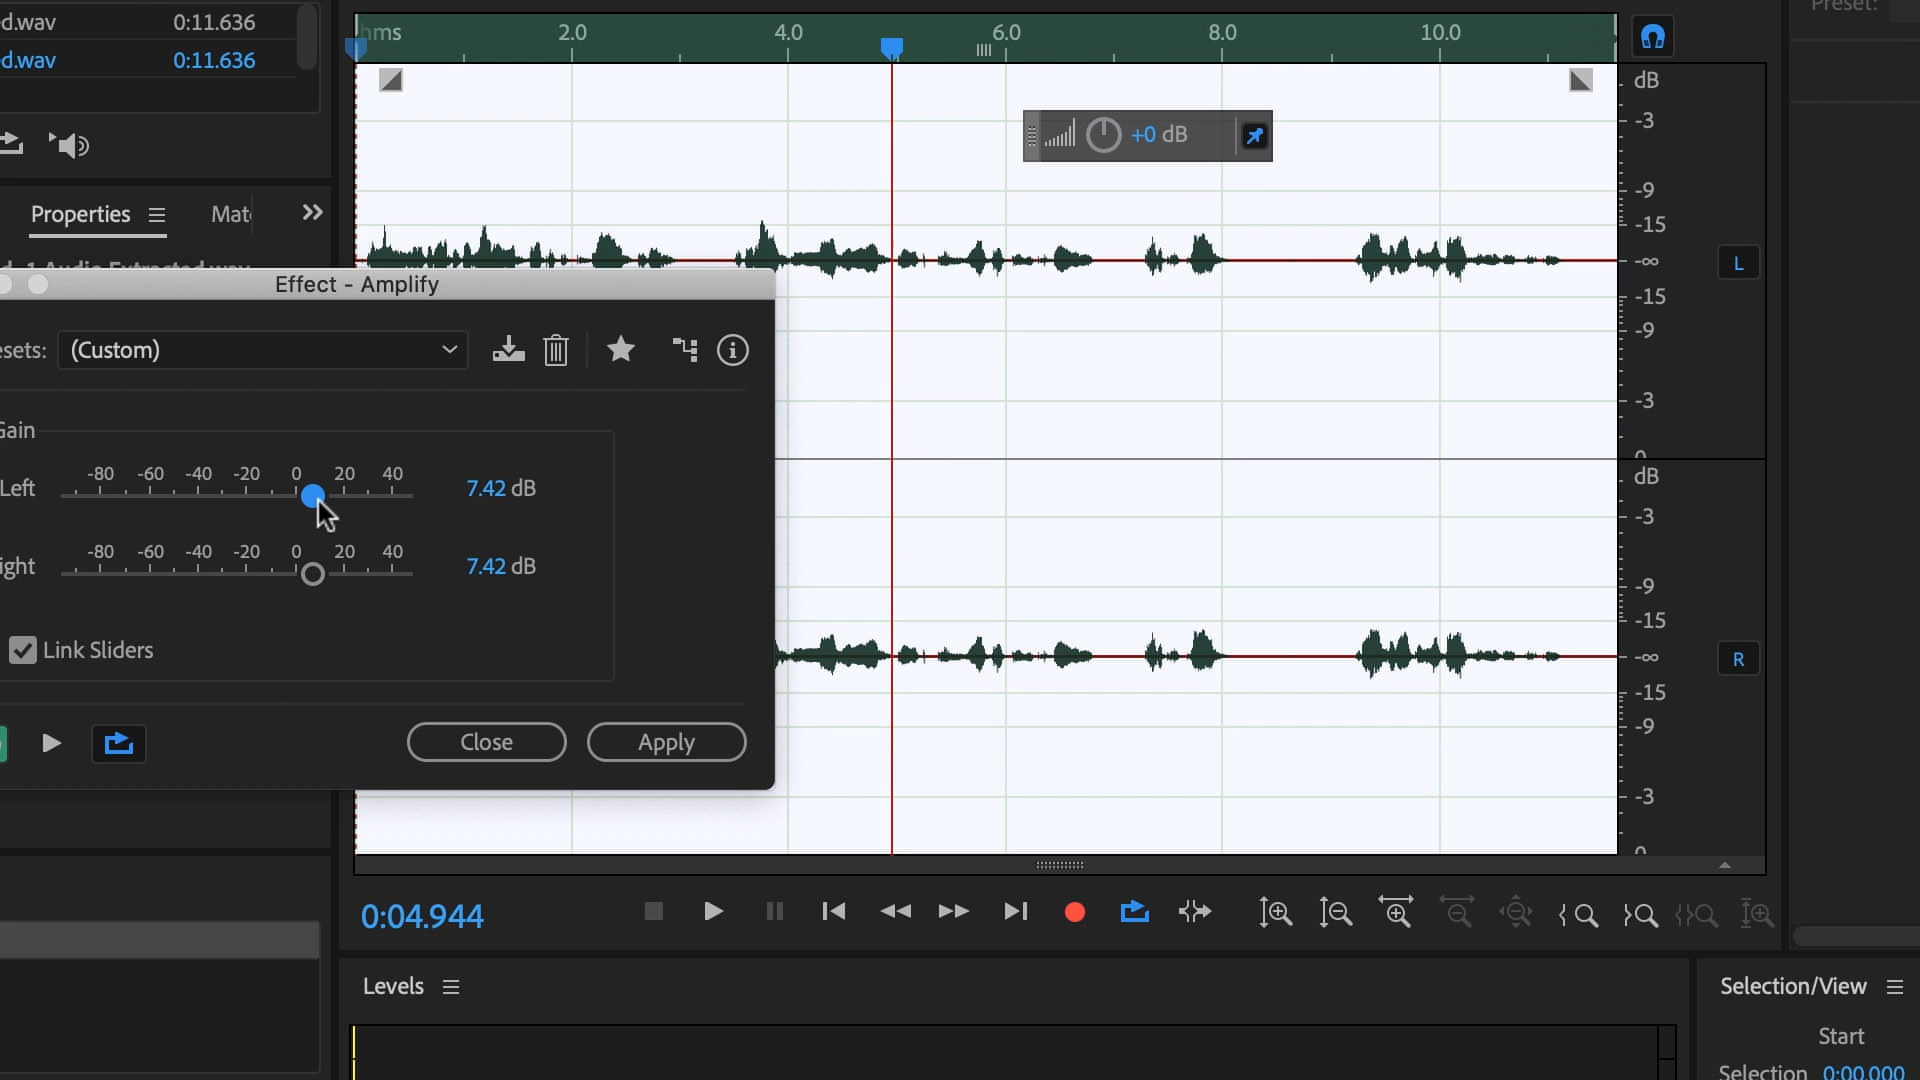 d.wav 0:11.636
d.wav 0:11.636
Properties Mat
hms 2.0 4.0 6.0 8.0 10.0
Preset:
+0 dB
dB
-3
-9
-15
-∞
-15
-9
-3
0
L
dB
-3
-9
-15
-∞
-15
-9
-3
0
R
Effect - Amplify
esets: (Custom)
Gain
-80 -60 -40 -20 0 20 40
Left 7.42 dB
-80 -60 -40 -20 0 20 40
ight 7.42 dB
Link Sliders
Close Apply
0:04.944
Levels
Selection/View
Start
Selection 0:00.000